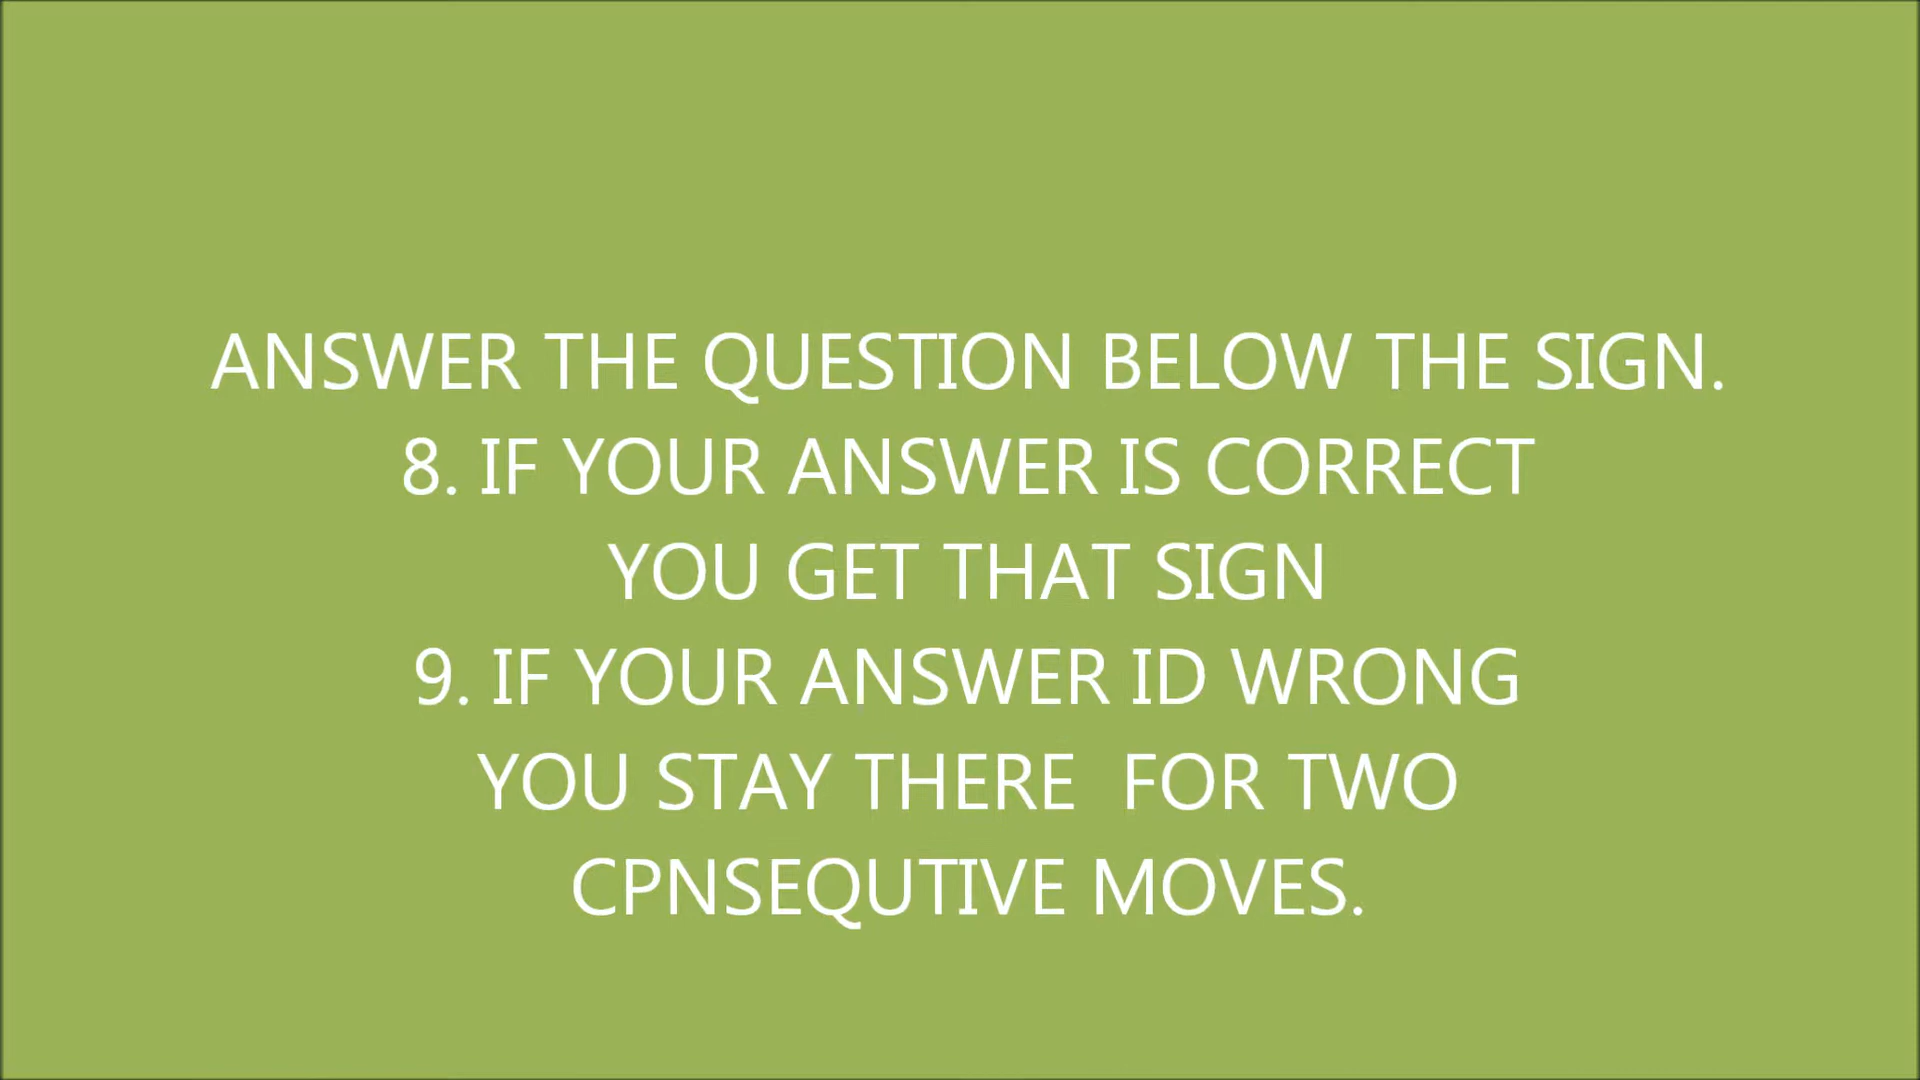 ANSWER THE QUESTION BELOW THE SIGN.
8. IF YOUR ANSWER IS CORRECT
YOU GET THAT SIGN
9. IF YOUR ANSWER ID WRONG
YOU STAY THERE  FOR TWO
CPNSEQUTIVE MOVES.